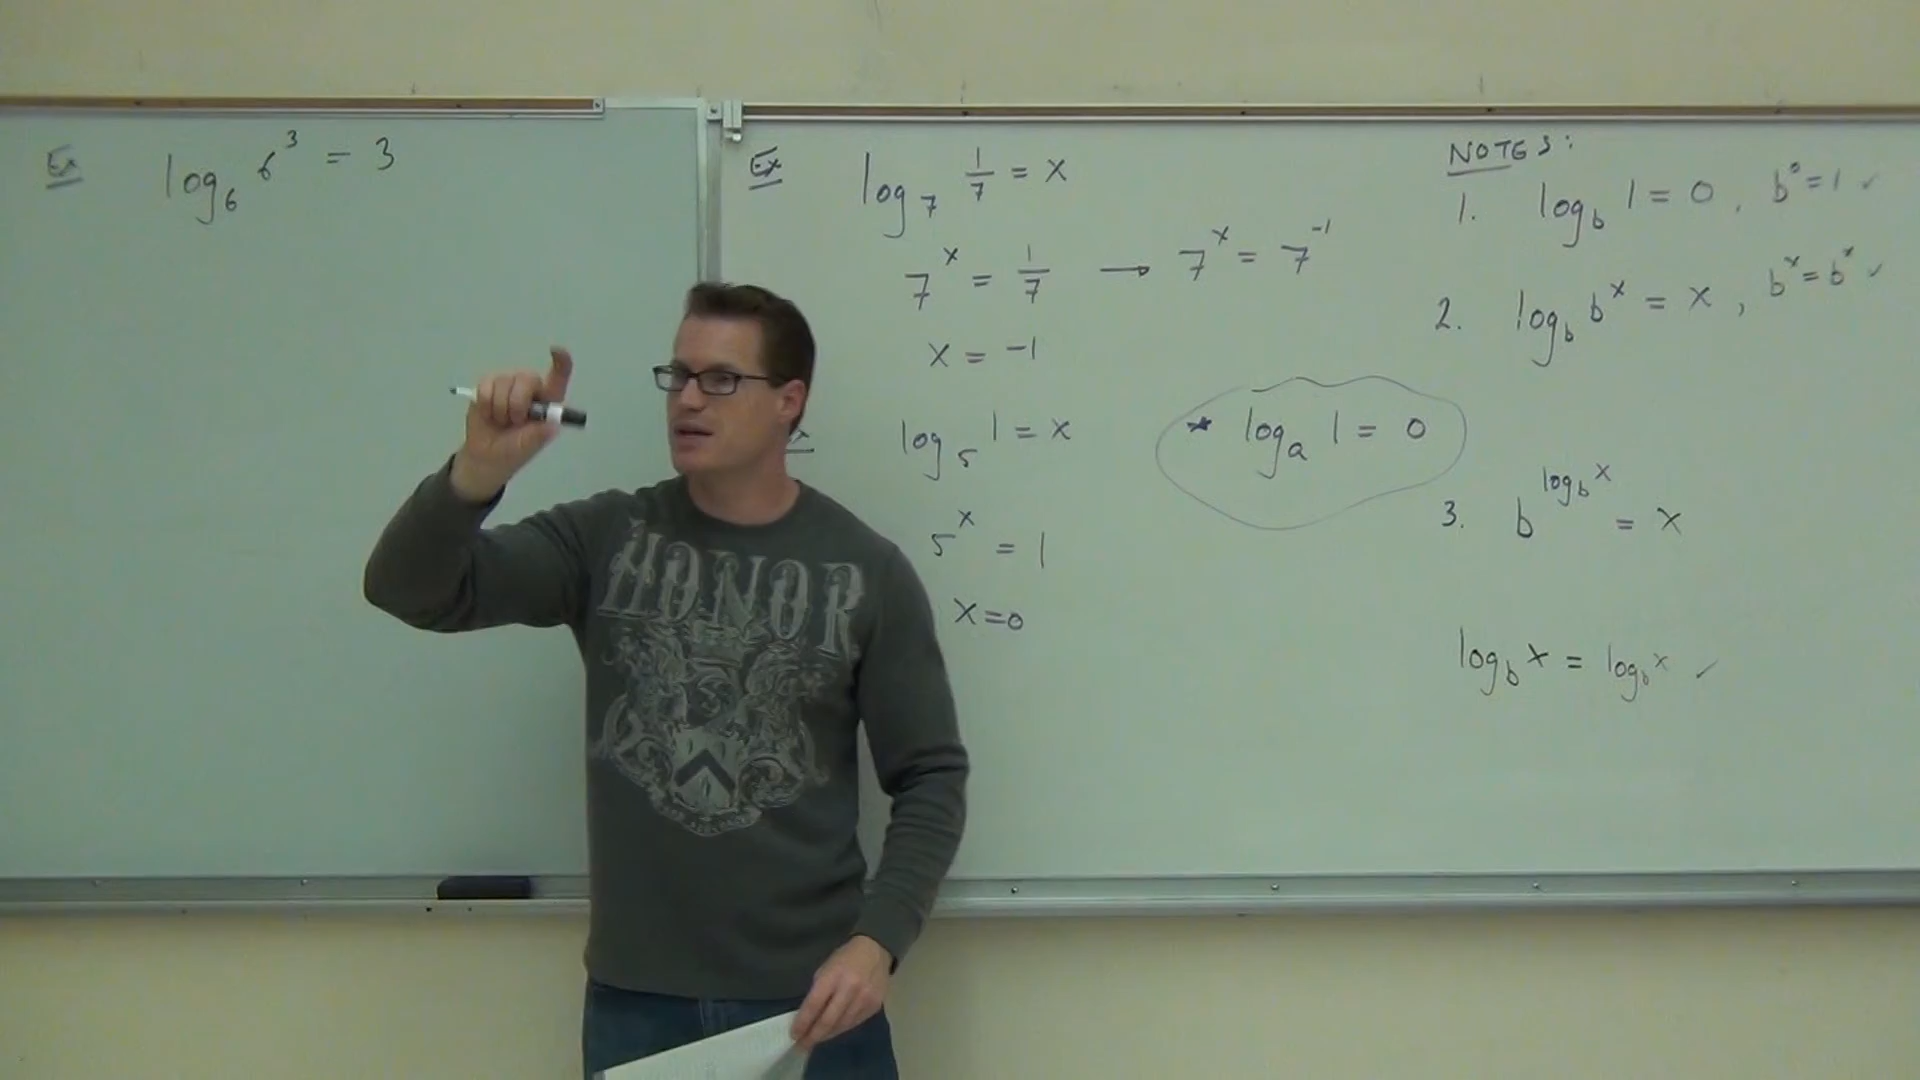 Ex log₆ 6³ = 3
Ex log₇ 1/7 = x
7ˣ = 1/7 → 7ˣ = 7⁻¹
x = -1
log₅ 1 = x
5ˣ = 1
x = 0
* logₐ 1 = 0
NOTES:
1. log_b 1 = 0, b⁰ = 1 ✓
2. log_b bˣ = x, bˣ = bˣ ✓
3. b^(log_b x) = x
log_b x = log_b x ✓
HONOR